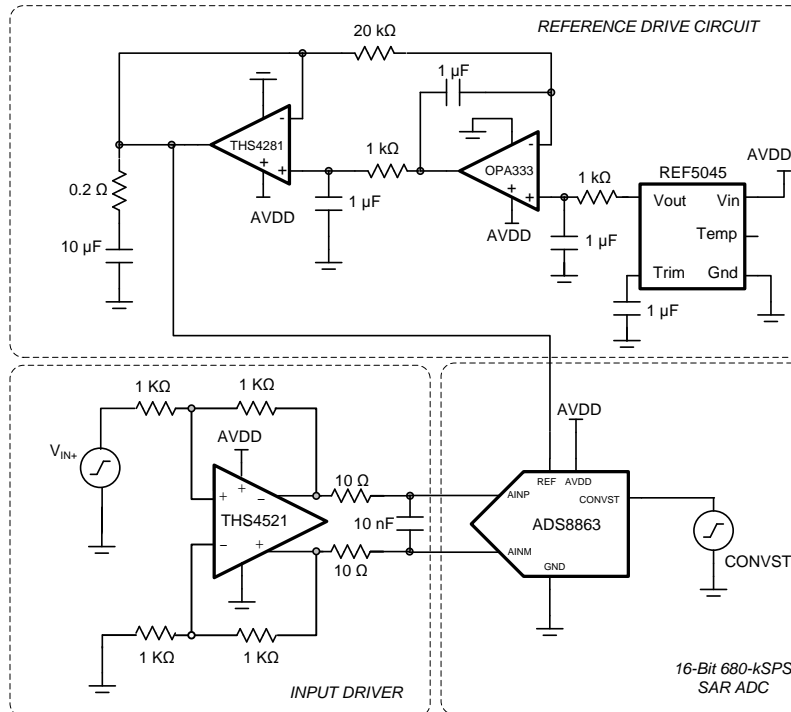 REFERENCE DRIVE CIRCUIT
20 kΩ
1 µF
-
THS4281
+
+
AVDD
1 kΩ
1 µF
-
OPA333
+
+
AVDD
1 kΩ
1 µF
REF5045
AVDD
Vout
Vin
Temp
Trim
Gnd
1 µF
0.2 Ω
10 µF
1 KΩ
1 KΩ
AVDD
VIN+
+
+
−
THS4521
−
+
10 Ω
10 nF
10 Ω
1 KΩ
1 KΩ
INPUT DRIVER
AVDD
REF
AVDD
CONVST
AINP
ADS8863
AINM
GND
CONVST
16-Bit 680-kSPS
SAR ADC